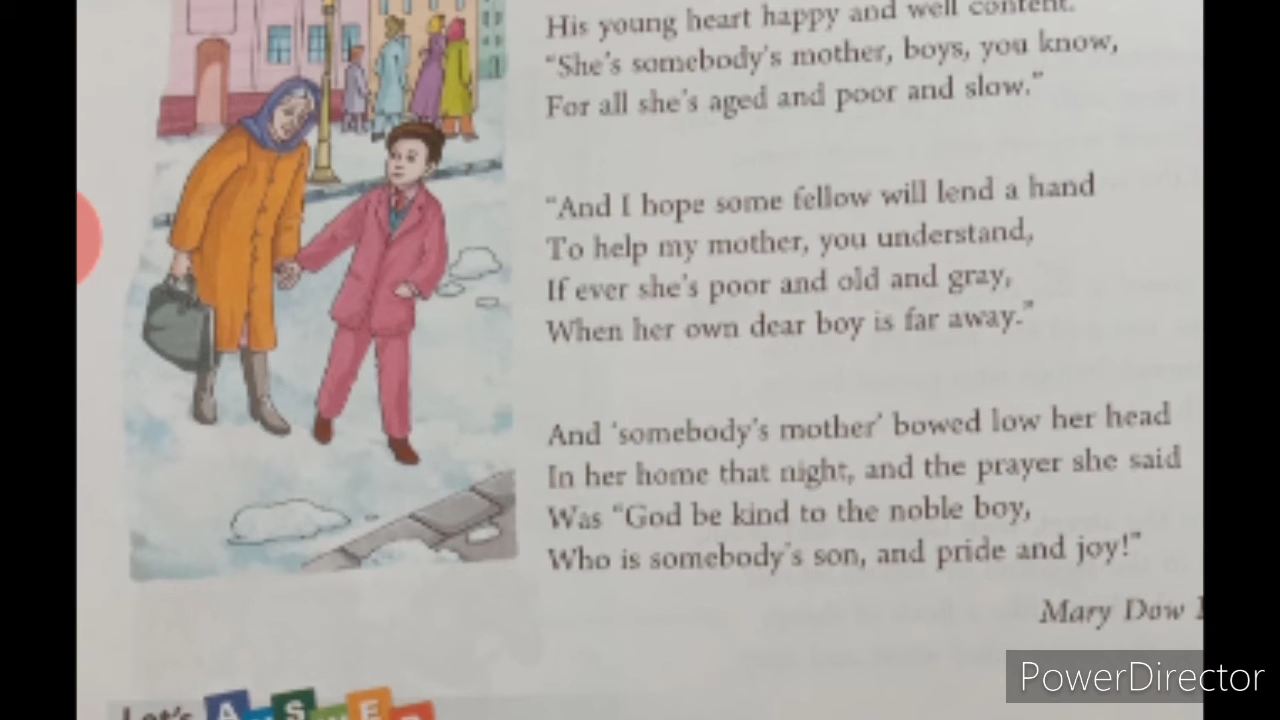 His young heart happy and well content.
“She’s somebody’s mother, boys, you know,
For all she’s aged and poor and slow.”
“And I hope some fellow will lend a hand
To help my mother, you understand,
If ever she’s poor and old and gray,
When her own dear boy is far away.”
And ‘somebody’s mother’ bowed low her head
In her home that night, and the prayer she said
Was “God be kind to the noble boy,
Who is somebody’s son, and pride and joy!”
Mary Dow
Let’s
PowerDirector